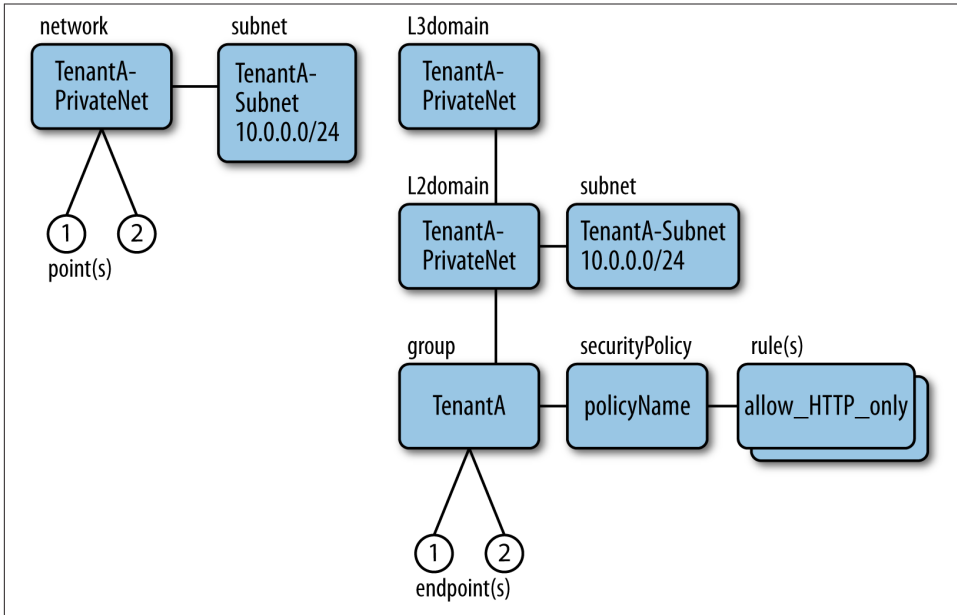 network
subnet
TenantA-
PrivateNet
TenantA-
Subnet
10.0.0.0/24
1
2
point(s)
L3domain
TenantA-
PrivateNet
L2domain
subnet
TenantA-
PrivateNet
TenantA-Subnet
10.0.0.0/24
group
securityPolicy
rule(s)
TenantA
policyName
allow_HTTP_only
1
2
endpoint(s)